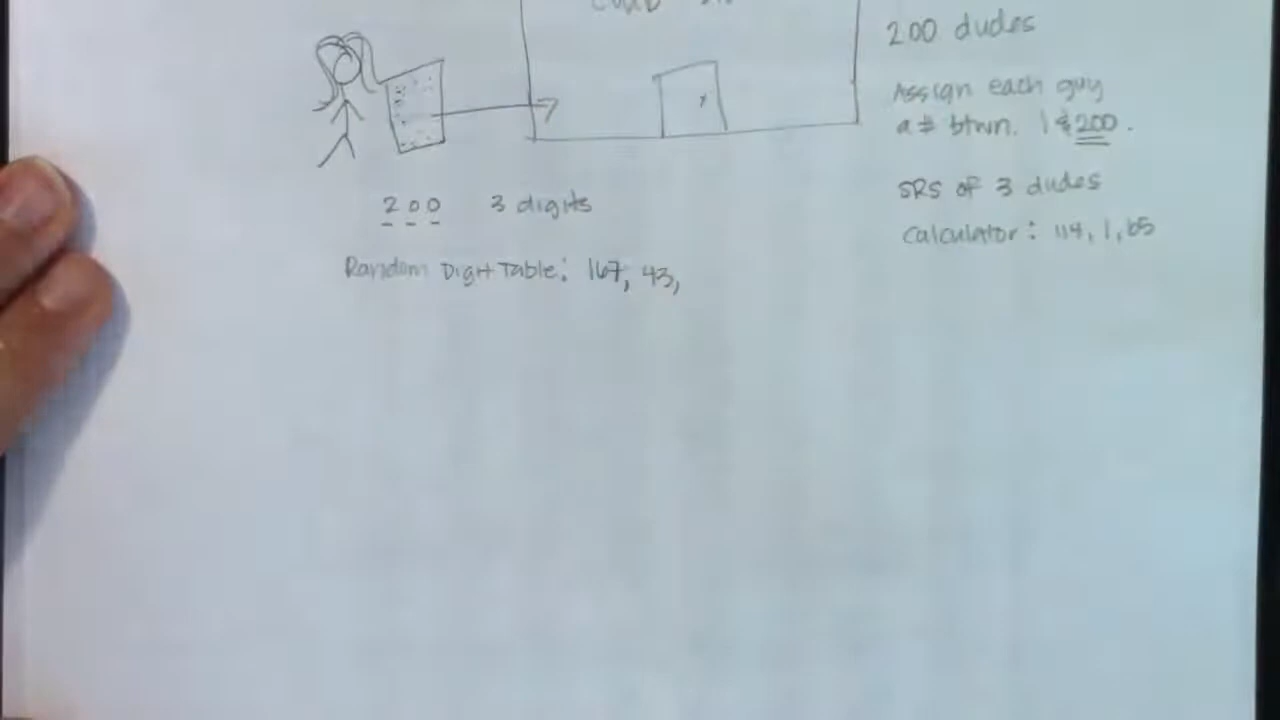 200 dudes
Assign each guy
a # btwn. 1 & 200.
SRS of 3 dudes
Calculator: 114, 1, 65
200 3 digits
Random Digit Table: 167, 43,